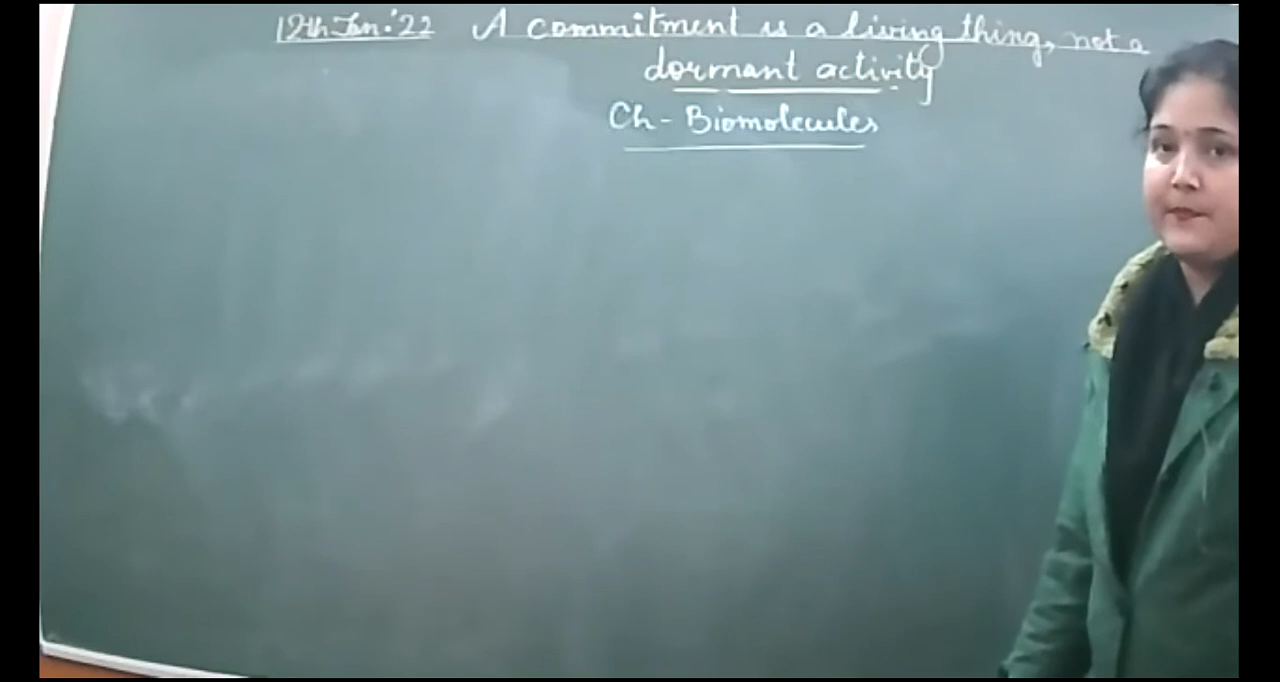 12th Jan.'22 A commitment is a living thing, not a
dormant activity
Ch - Biomolecules